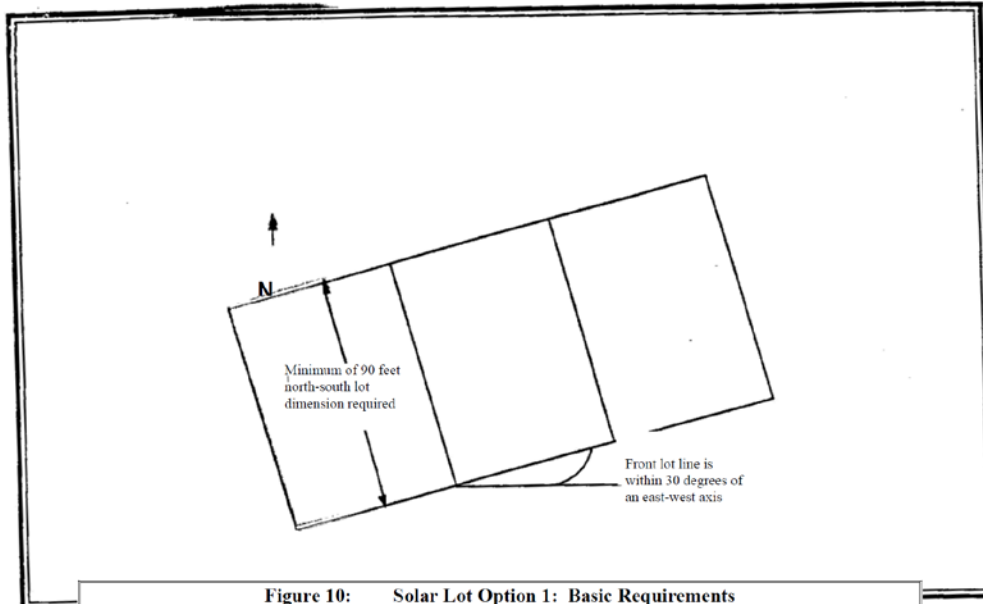 N
Minimum of 90 feet
north-south lot
dimension required
Front lot line is
within 30 degrees of
an east-west axis
Figure 10: Solar Lot Option 1: Basic Requirements